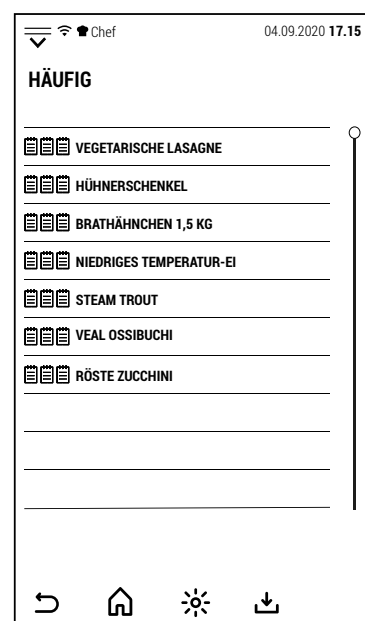 Chef 04.09.2020 17.15
HÄUFIG
VEGETARISCHE LASAGNE
HÜHNERSCHENKEL
BRATHÄHNCHEN 1,5 KG
NIEDRIGES TEMPERATUR-EI
STEAM TROUT
VEAL OSSIBUCHI
RÖSTE ZUCCHINI